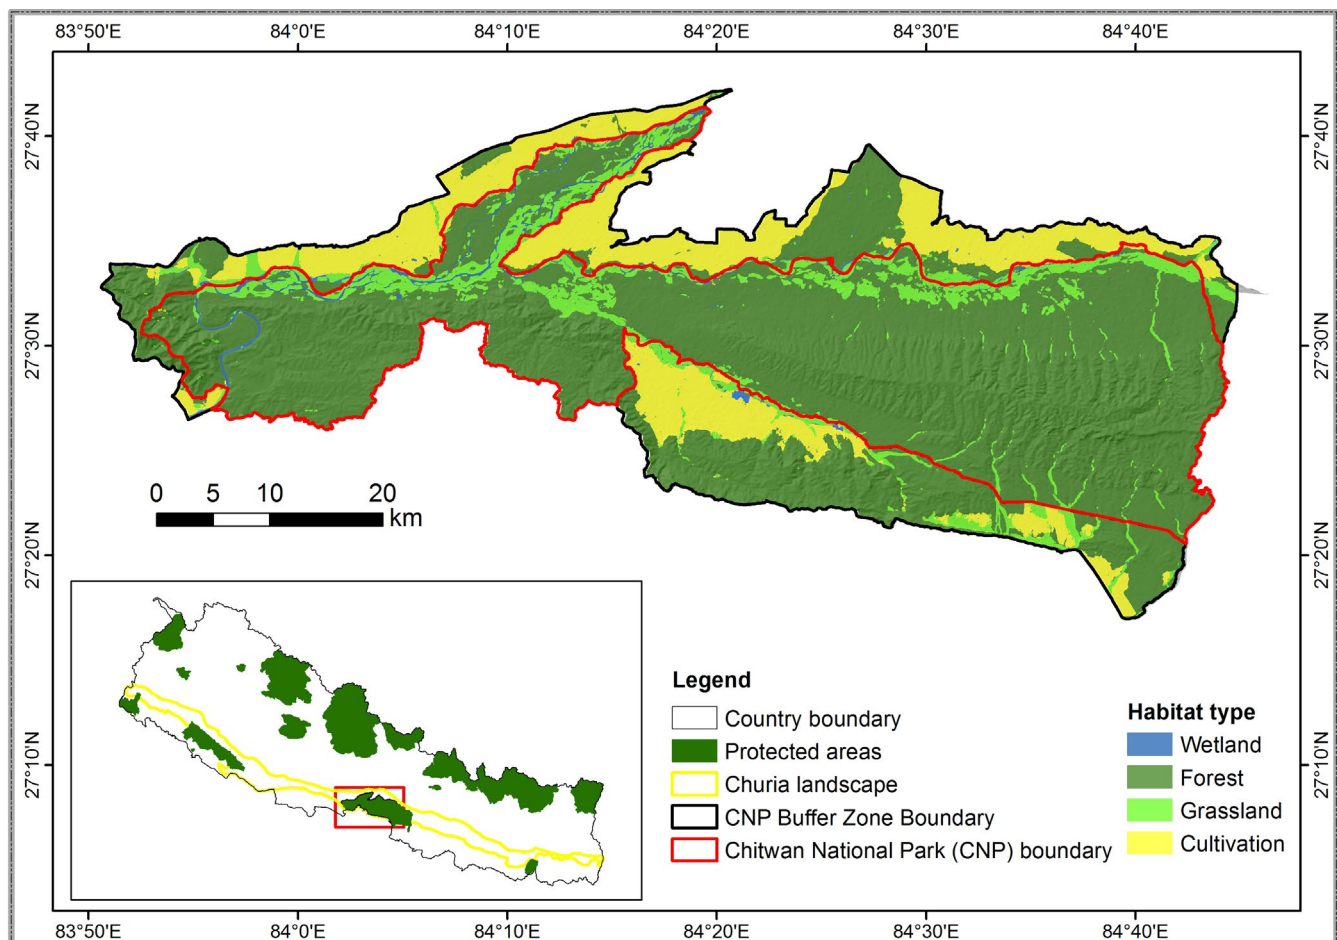 83°50'E 84°0'E 84°10'E 84°20'E 84°30'E 84°40'E
27°40'N 27°40'N
27°30'N 27°30'N
27°20'N 27°20'N
27°10'N 27°10'N
0 5 10 20
km
Legend
Country boundary
Protected areas
Churia landscape
CNP Buffer Zone Boundary
Chitwan National Park (CNP) boundary
Habitat type
Wetland
Forest
Grassland
Cultivation
83°50'E 84°0'E 84°10'E 84°20'E 84°30'E 84°40'E